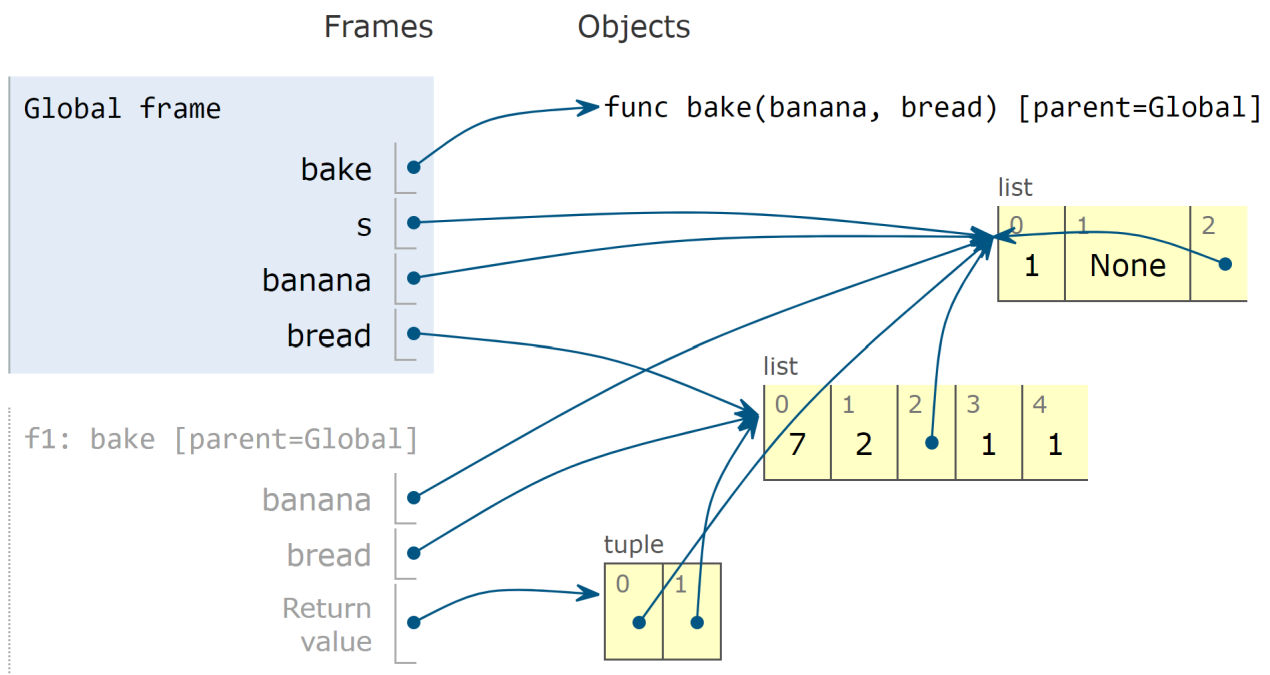 Frames Objects
Global frame
func bake(banana, bread) [parent=Global]
bake
s
banana
bread
list
0 1 2
1 None
list
0 1 2 3 4
7 2 1 1
f1: bake [parent=Global]
banana
bread
Return
value
tuple
0 1